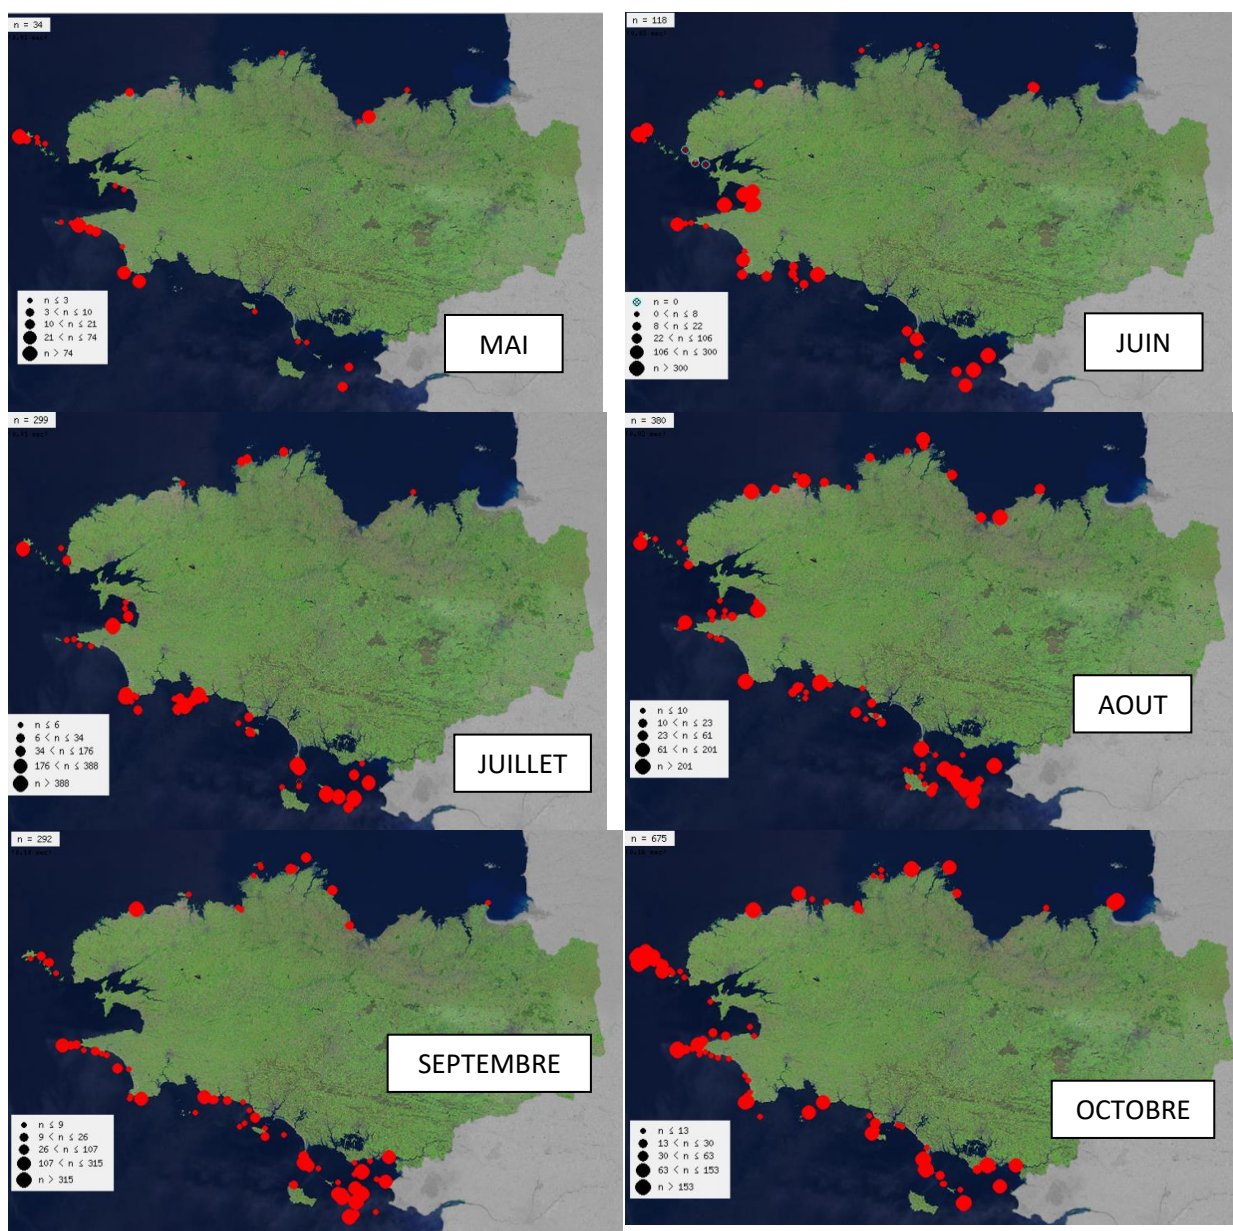 n = 34
n ≤ 3
3 < n ≤ 10
10 < n ≤ 21
21 < n ≤ 74
n > 74
MAI
n = 118
n = 0
0 < n ≤ 8
8 < n ≤ 22
22 < n ≤ 106
106 < n ≤ 300
n > 300
JUIN
n = 299
n ≤ 6
6 < n ≤ 34
34 < n ≤ 176
176 < n ≤ 388
n > 388
JUILLET
n = 380
n ≤ 10
10 < n ≤ 23
23 < n ≤ 61
61 < n ≤ 201
n > 201
AOUT
n = 292
n ≤ 9
9 < n ≤ 26
26 < n ≤ 107
107 < n ≤ 315
n > 315
SEPTEMBRE
n = 675
n ≤ 13
13 < n ≤ 30
30 < n ≤ 63
63 < n ≤ 153
n > 153
OCTOBRE